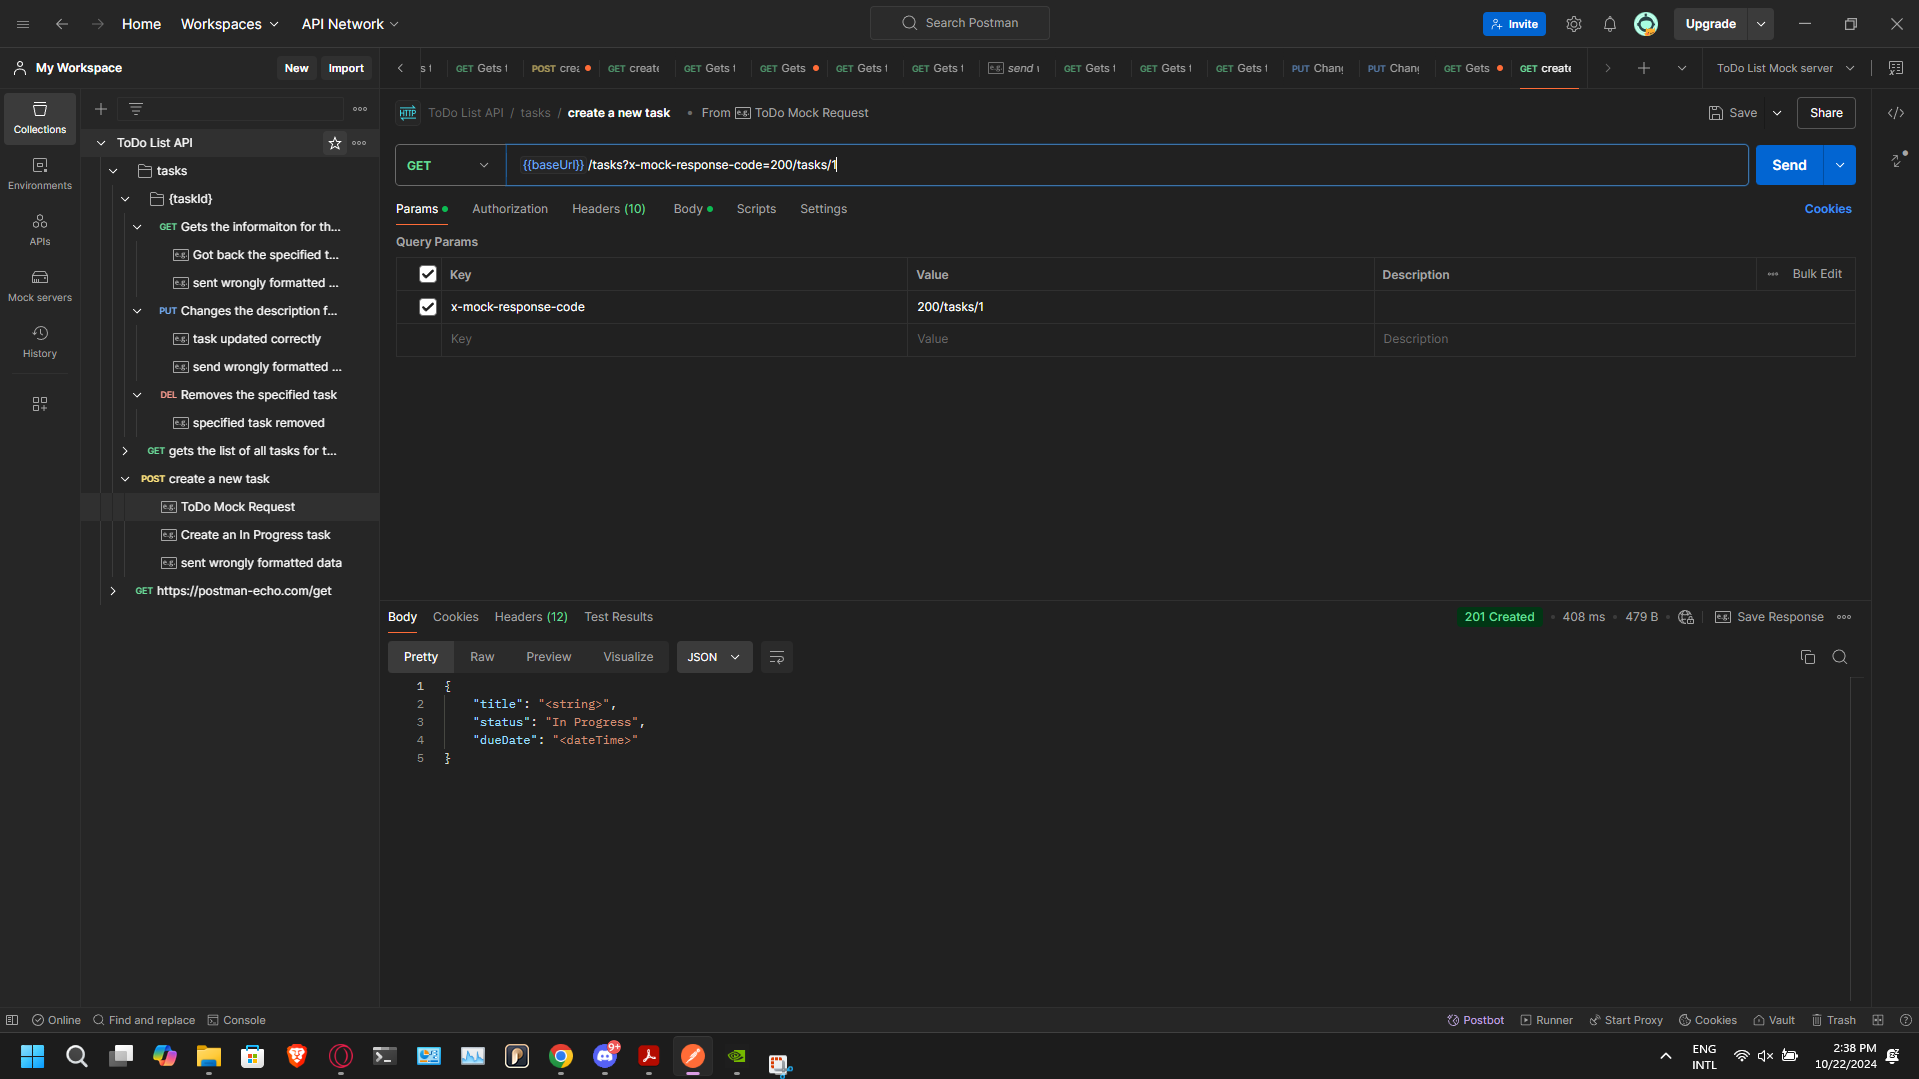 Home Workspaces API Network Search Postman Invite Upgrade
My Workspace New Import
s t GET Gets t POST crea GET create GET Gets t GET Gets GET Gets t GET Gets t e.g. send w GET Gets t GET Gets t GET Gets t PUT Chang PUT Chang GET Gets GET create ToDo List Mock server
HTTP ToDo List API / tasks / create a new task • From e.g. ToDo Mock Request Save Share
GET {{baseUrl}} /tasks?x-mock-response-code=200/tasks/1 Send
Params Authorization Headers (10) Body Scripts Settings Cookies
Query Params
Key Value Description Bulk Edit
x-mock-response-code 200/tasks/1
Key Value Description
Collections
Environments
APIs
Mock servers
History
ToDo List API
tasks
{taskId}
GET Gets the informaiton for th...
e.g. Got back the specified t...
e.g. sent wrongly formatted ...
PUT Changes the description f...
e.g. task updated correctly
e.g. send wrongly formatted ...
DEL Removes the specified task
e.g. specified task removed
GET gets the list of all tasks for t...
POST create a new task
e.g. ToDo Mock Request
e.g. Create an In Progress task
e.g. sent wrongly formatted data
GET https://postman-echo.com/get
Body Cookies Headers (12) Test Results 201 Created • 408 ms • 479 B e.g. Save Response
Pretty Raw Preview Visualize JSON
1 {
2 "title": "<string>",
3 "status": "In Progress",
4 "dueDate": "<dateTime>"
5 }
Online Find and replace Console Postbot Runner Start Proxy Cookies Vault Trash
9+
ENG
INTL
2:38 PM
10/22/2024